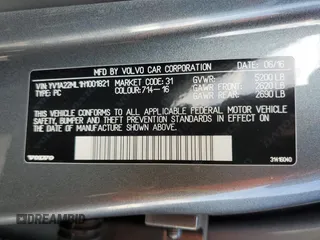 MFD BY VOLVO CAR CORPORATION DATE: 06/16
VIN: YV1A22ML1H1001821 MARKET CODE: 31 GVWR: 5200 LB
TYPE: PC COLOUR: 714-16 GAWR FRONT: 2620 LB
GAWR REAR: 2690 LB
THIS VEHICLE CONFORMS TO ALL APPLICABLE FEDERAL MOTOR VEHICLE SAFETY, BUMPER, AND THEFT PREVENTION STANDARDS IN EFFECT ON THE DATE OF MANUFACTURE SHOWN ABOVE.
VOLVO 31416040
DREAMBID